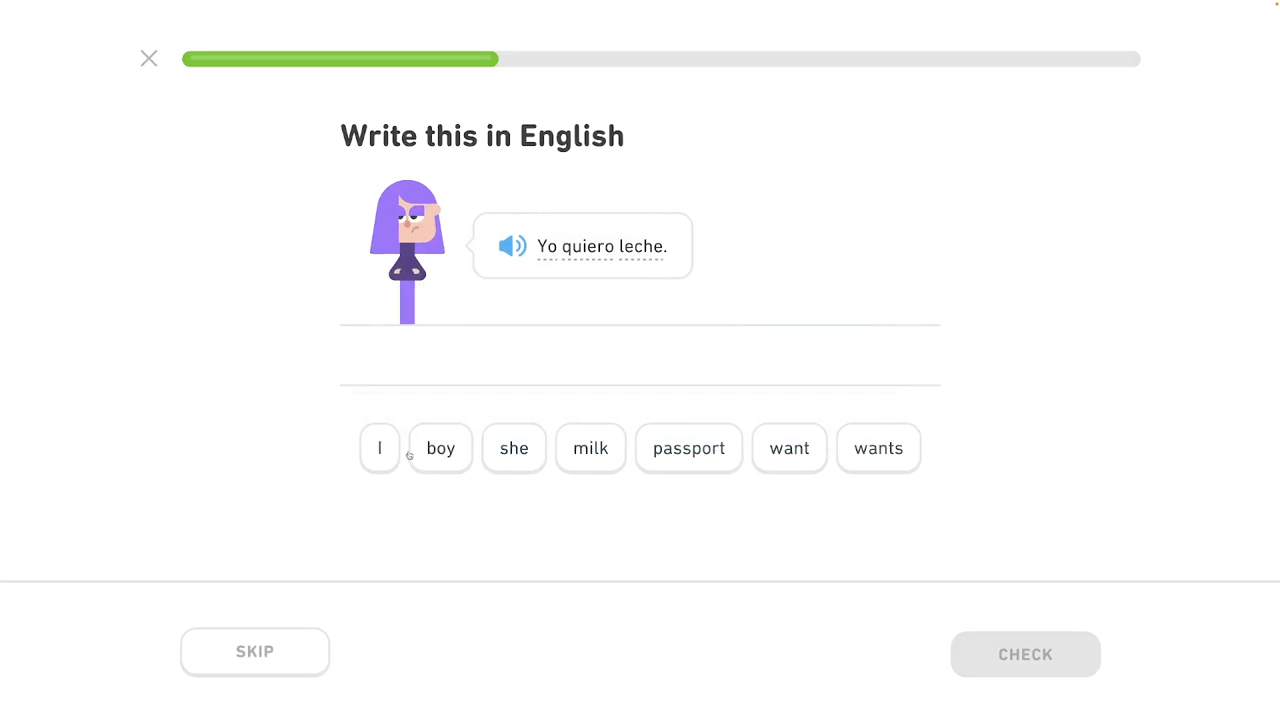 Write this in English
Yo quiero leche.
I boy she milk passport want wants
SKIP CHECK